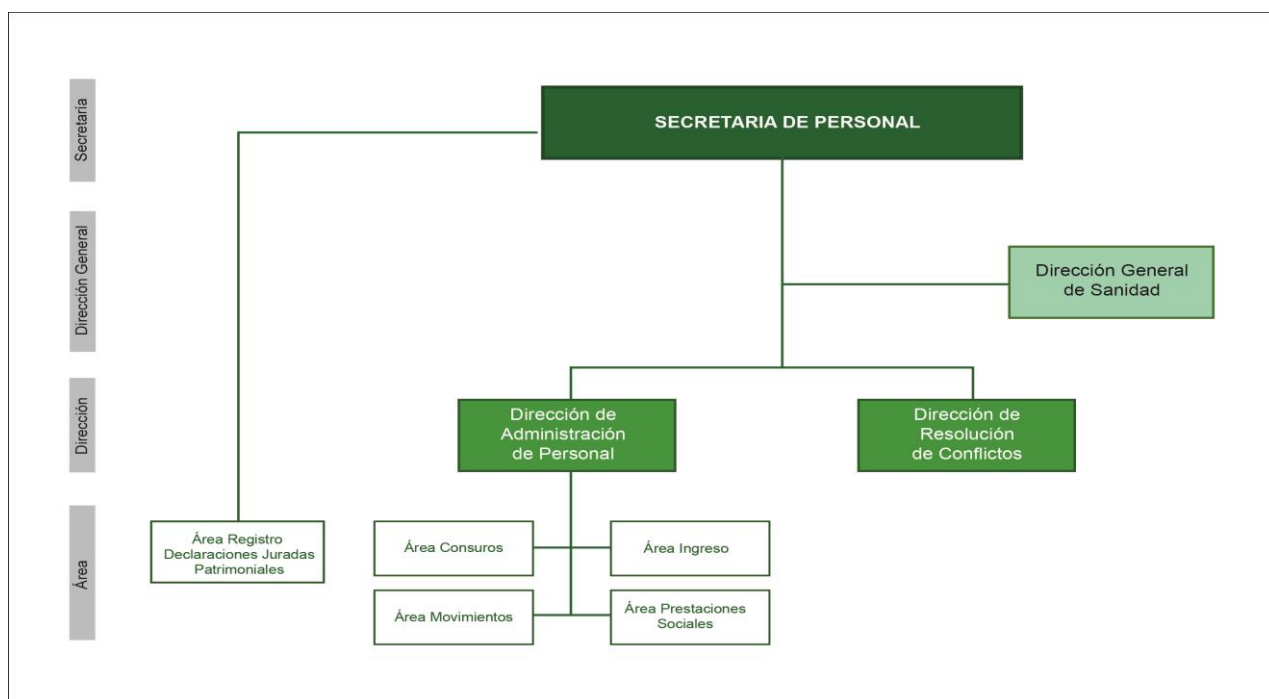 Secretaría
SECRETARIA DE PERSONAL
Dirección General
Dirección General
de Sanidad
Dirección
Dirección de
Administración
de Personal
Dirección de
Resolución
de Conflictos
Área
Área Registro
Declaraciones Juradas
Patrimoniales
Área Consuros
Área Ingreso
Área Movimientos
Área Prestaciones
Sociales